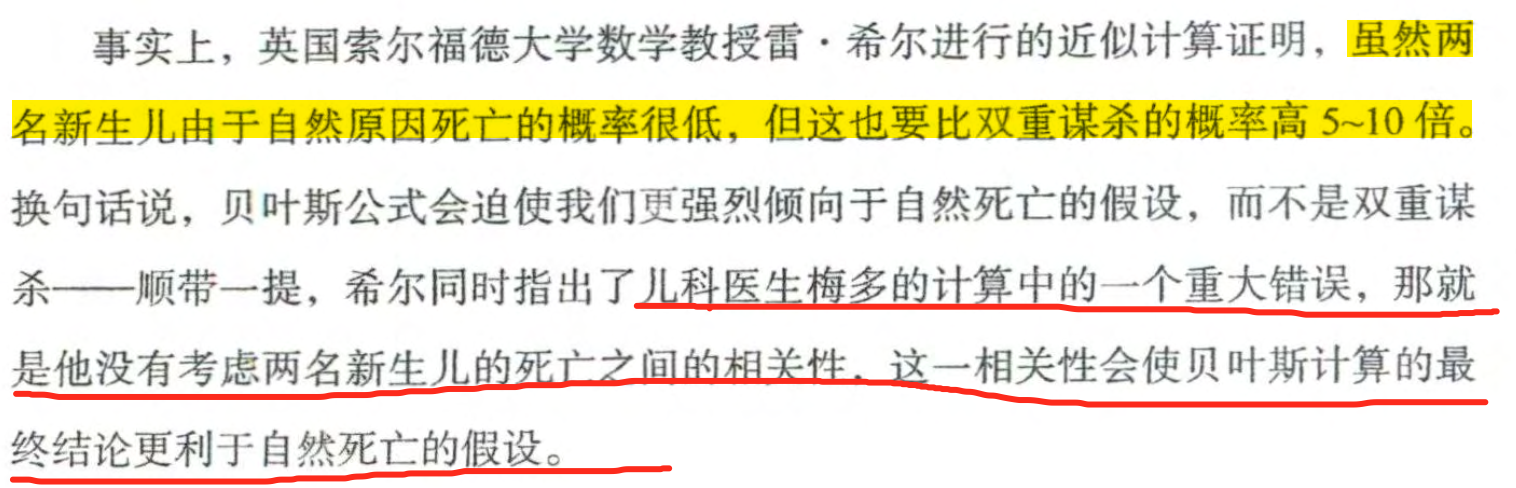 事实上，英国索尔福德大学数学教授雷·希尔进行的近似计算证明，虽然两
名新生儿由于自然原因死亡的概率很低，但这也要比双重谋杀的概率高 5~10 倍。
换句话说，贝叶斯公式会迫使我们更强烈倾向于自然死亡的假设，而不是双重谋
杀——顺带一提，希尔同时指出了儿科医生梅多的计算中的一个重大错误，那就
是他没有考虑两名新生儿的死亡之间的相关性，这一相关性会使贝叶斯计算的最
终结论更利于自然死亡的假设。